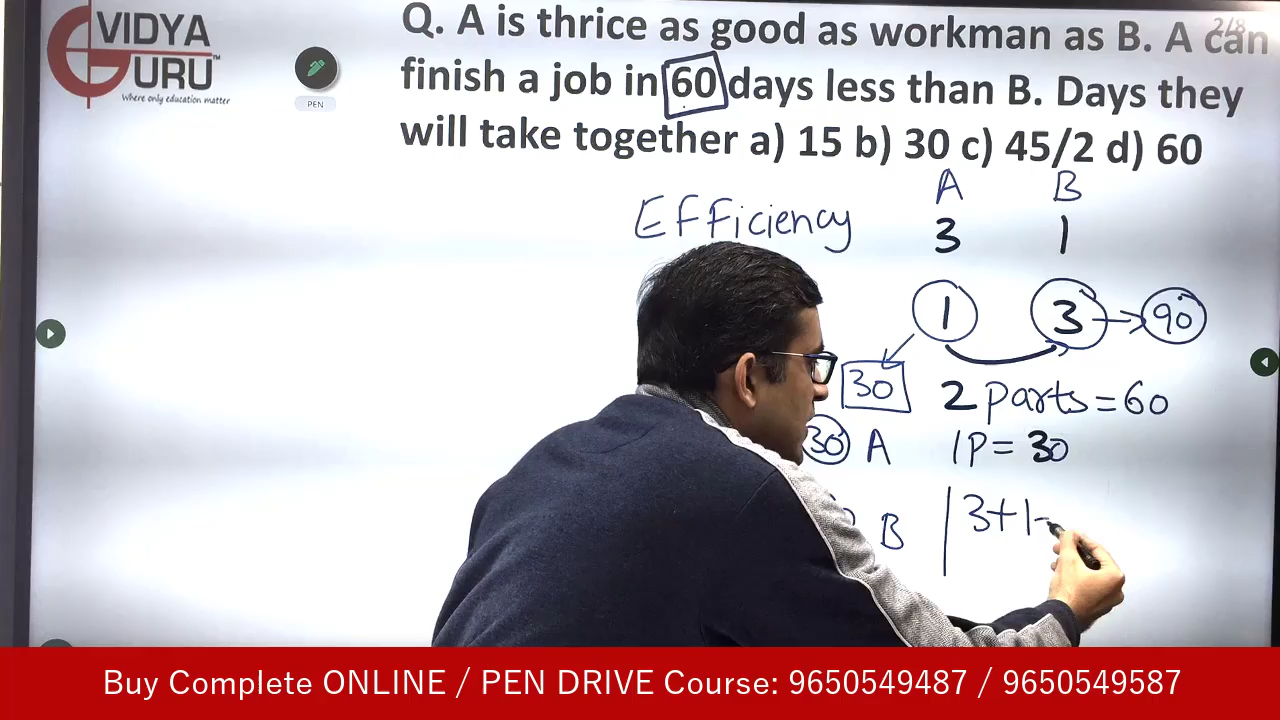 VIDYA
GURU
Where only education matter
PEN
2/8
Q. A is thrice as good as workman as B. A can
finish a job in 60 days less than B. Days they
will take together a) 15 b) 30 c) 45/2 d) 60
A B
Efficiency 3 1
1 3 → 90
30 2 parts = 60
30 A 1P = 30
B 3+1-
Buy Complete ONLINE / PEN DRIVE Course: 9650549487 / 9650549587